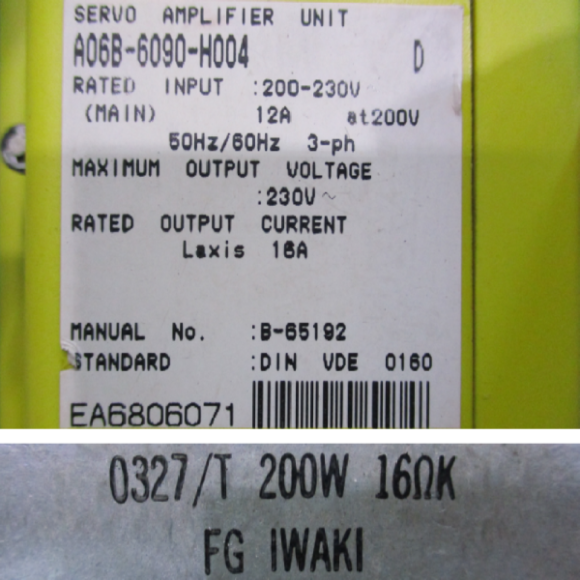 SERVO AMPLIFIER UNIT
A06B-6090-H004 D
RATED INPUT :200-230V
(MAIN) 12A at200V
50Hz/60Hz 3-ph
MAXIMUM OUTPUT VOLTAGE
:230V~
RATED OUTPUT CURRENT
Laxis 16A
MANUAL No. :B-65192
STANDARD :DIN VDE 0160
EA6806071
0327/T 200W 16ΩK
FG IWAKI